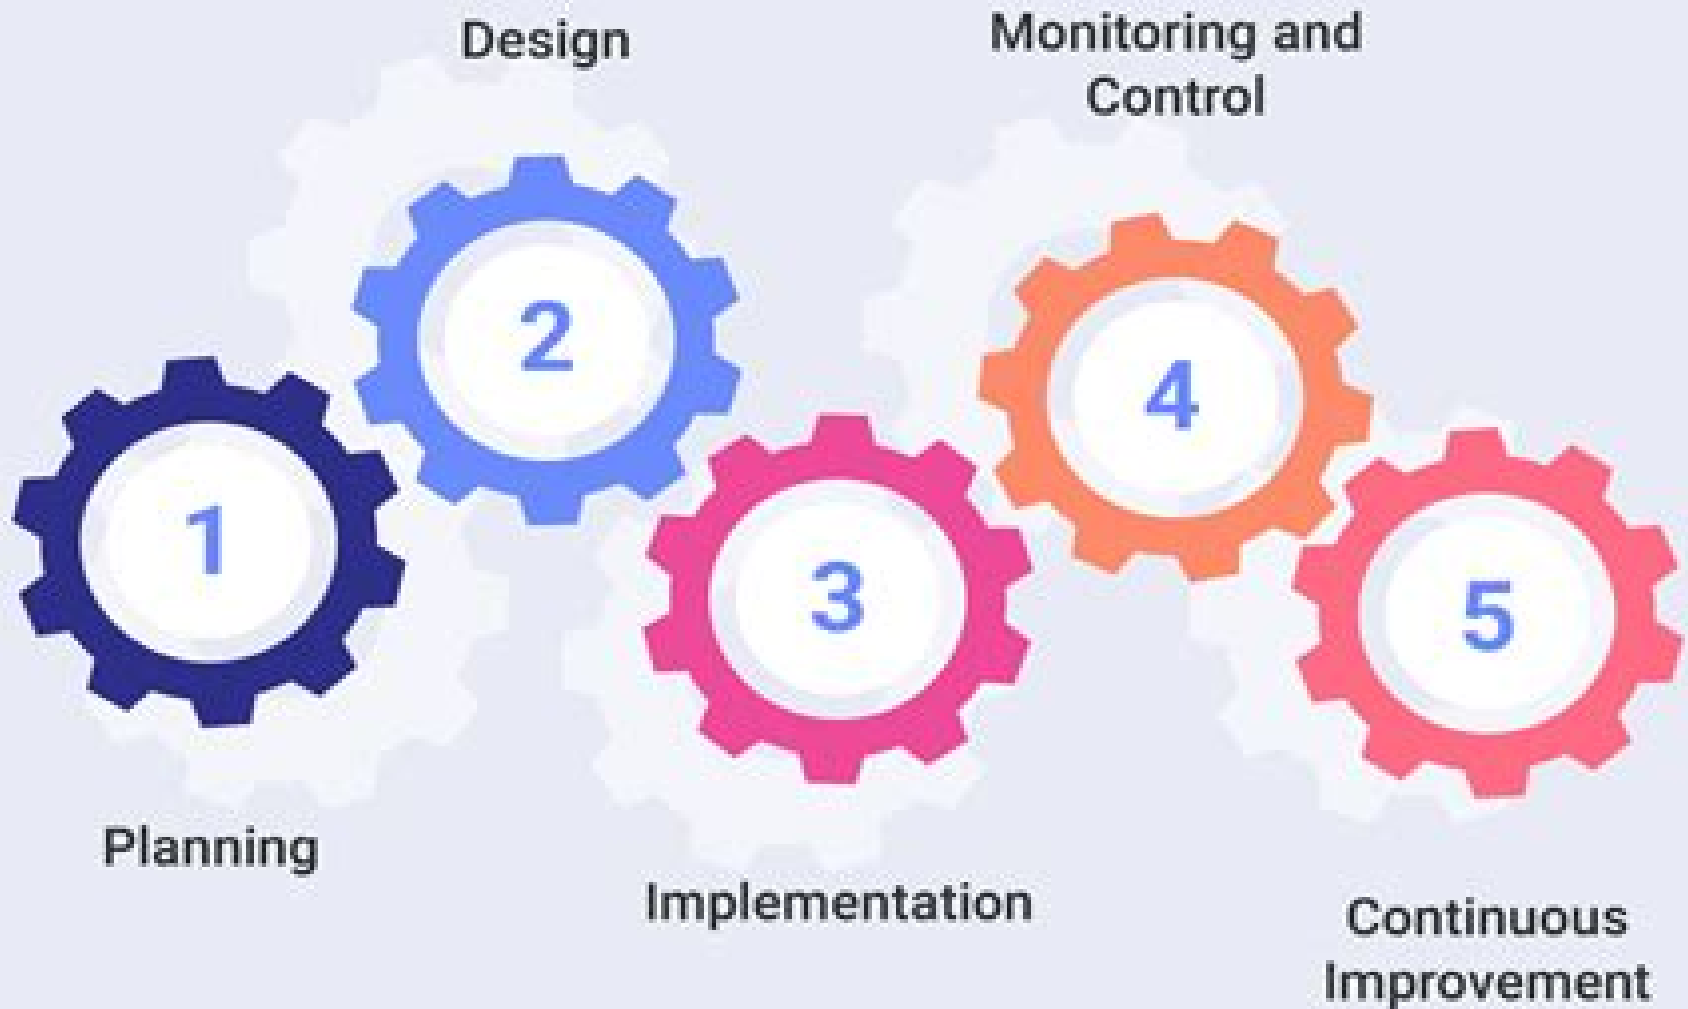 Design
Monitoring and
Control
2
4
1
3
5
Planning
Implementation
Continuous
Improvement